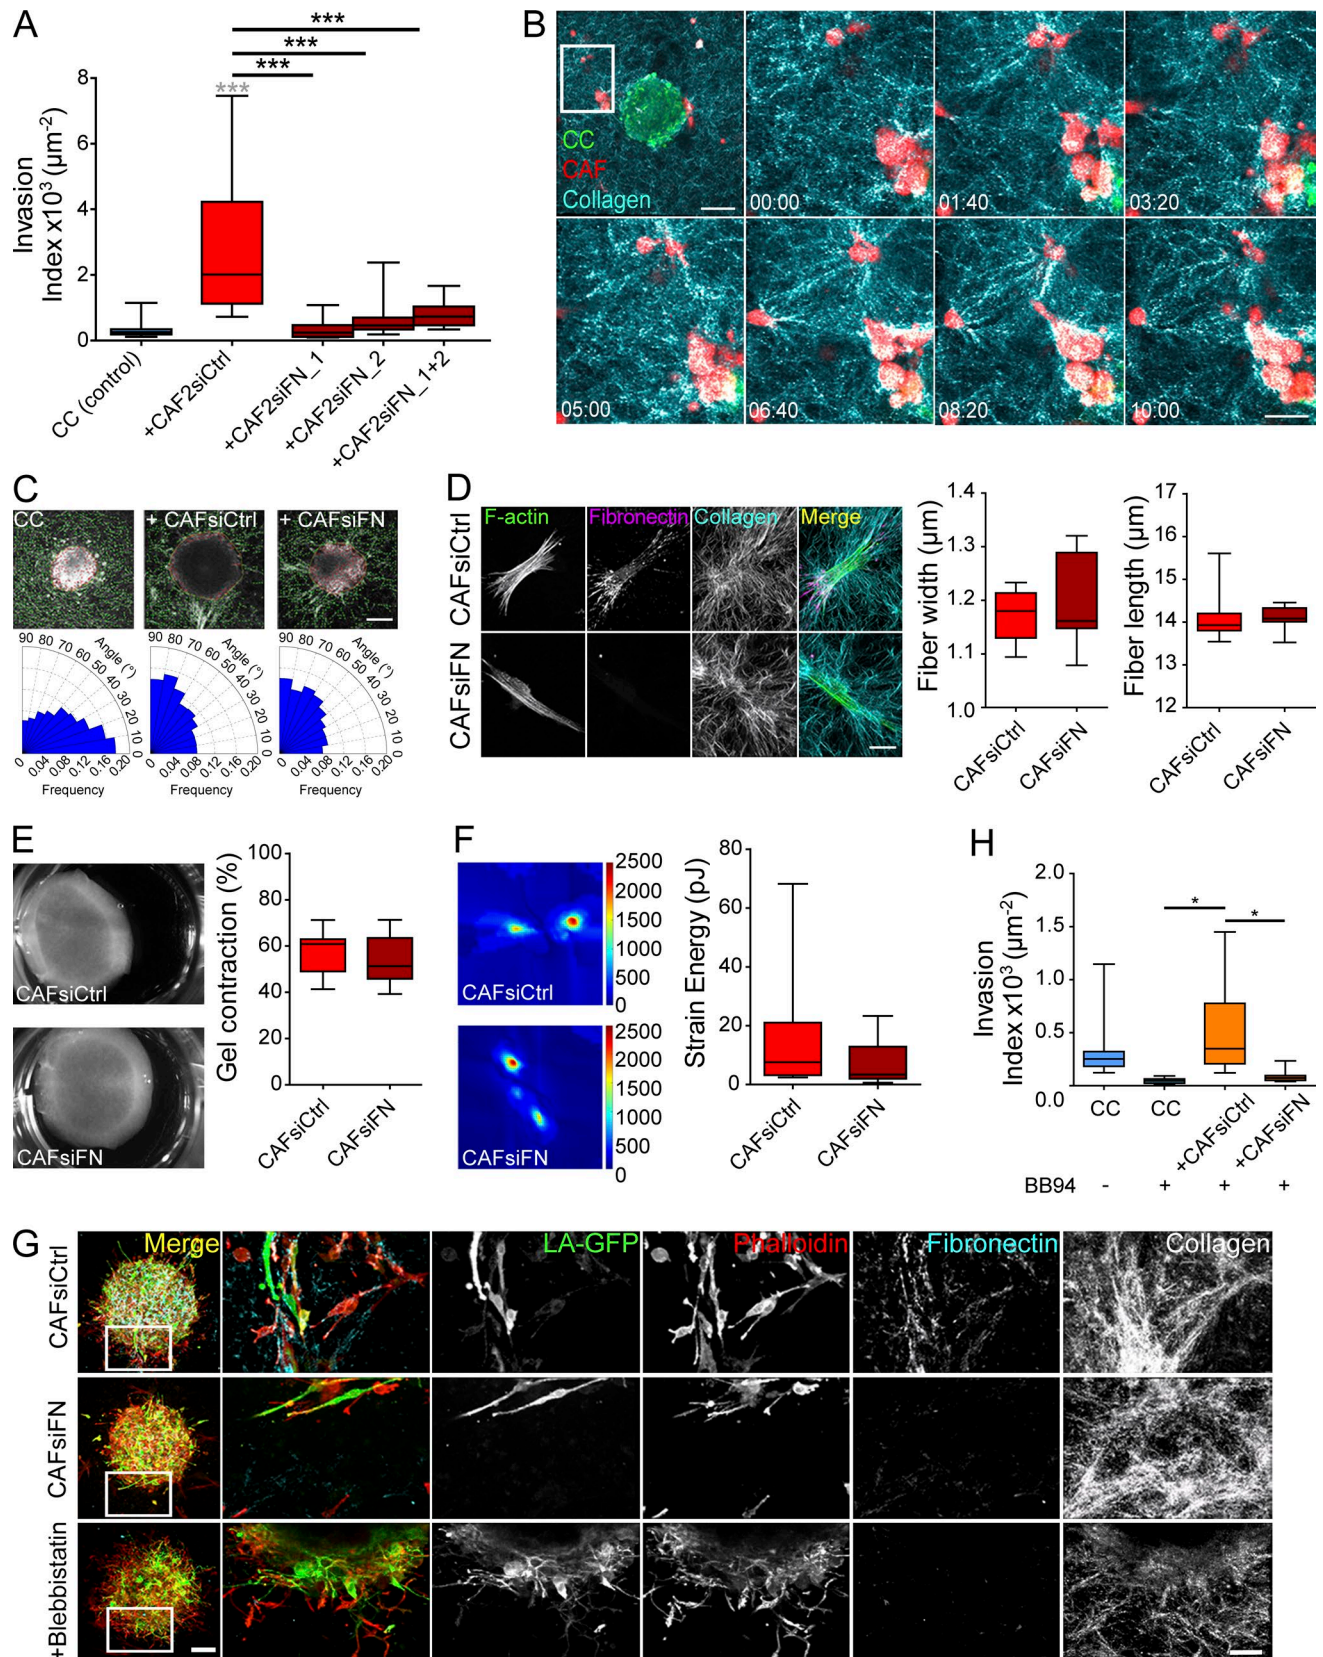 A
***
***
***
***
Invasion
Index x10³ (µm⁻²)
8
6
4
2
0
CC (control)
+CAF2siCtrl
+CAF2siFN_1
+CAF2siFN_2
+CAF2siFN_1+2
B
CC
CAF
Collagen
00:00
01:40
03:20
05:00
06:40
08:20
10:00
C
CC
+ CAFsiCtrl
+ CAFsiFN
90 80 70 60 50 40 30 20 10 0
Angle (°)
0 0.04 0.08 0.12 0.16 0.20
Frequency
90 80 70 60 50 40 30 20 10 0
Angle (°)
0 0.04 0.08 0.12 0.16 0.20
Frequency
90 80 70 60 50 40 30 20 10 0
Angle (°)
0 0.04 0.08 0.12 0.16 0.20
Frequency
D
F-actin
Fibronectin
Collagen
Merge
CAFsiCtrl
CAFsiFN
Fiber width (µm)
1.4
1.3
1.2
1.1
1.0
CAFsiCtrl
CAFsiFN
Fiber length (µm)
17
16
15
14
13
12
CAFsiCtrl
CAFsiFN
E
CAFsiCtrl
CAFsiFN
Gel contraction (%)
100
80
60
40
20
0
CAFsiCtrl
CAFsiFN
F
CAFsiCtrl
2500
2000
1500
1000
500
0
CAFsiFN
2500
2000
1500
1000
500
0
Strain Energy (pJ)
80
60
40
20
0
CAFsiCtrl
CAFsiFN
H
Invasion
Index x10³ (µm⁻²)
2.0
1.5
1.0
0.5
0.0
*
*
CC
CC
+CAFsiCtrl
+CAFsiFN
BB94 - + + +
G
Merge
LA-GFP
Phalloidin
Fibronectin
Collagen
CAFsiCtrl
CAFsiFN
+Blebbistatin